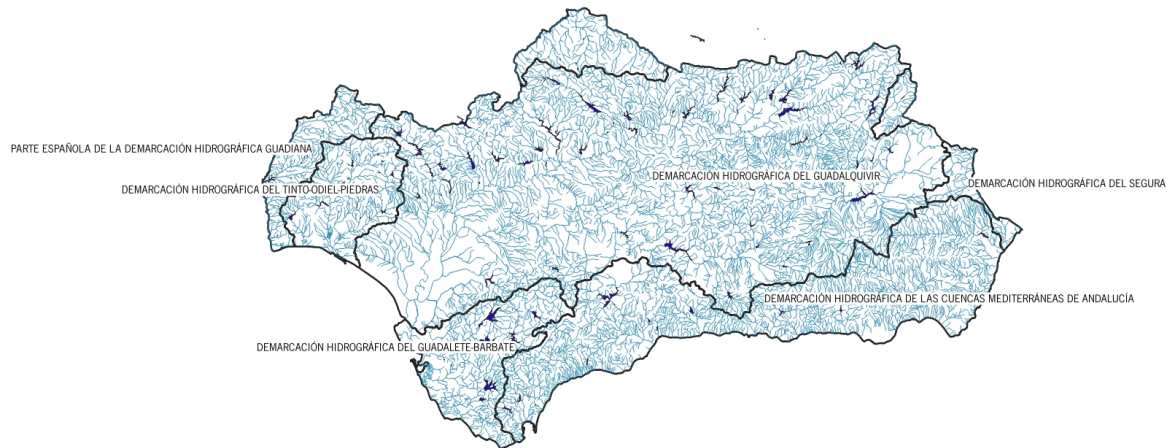 PARTE ESPAÑOLA DE LA DEMARCACIÓN HIDROGRÁFICA GUADIANA
DEMARCACIÓN HIDROGRÁFICA DEL GUADALQUIVIR
DEMARCACIÓN HIDROGRÁFICA DEL SEGURA
DEMARCACIÓN HIDROGRÁFICA DEL TINTO-ODIEL-PIEDRAS
DEMARCACIÓN HIDROGRÁFICA DE LAS CUENCAS MEDITERRÁNEAS DE ANDALUCÍA
DEMARCACIÓN HIDROGRÁFICA DEL GUADALETE-BARBATE